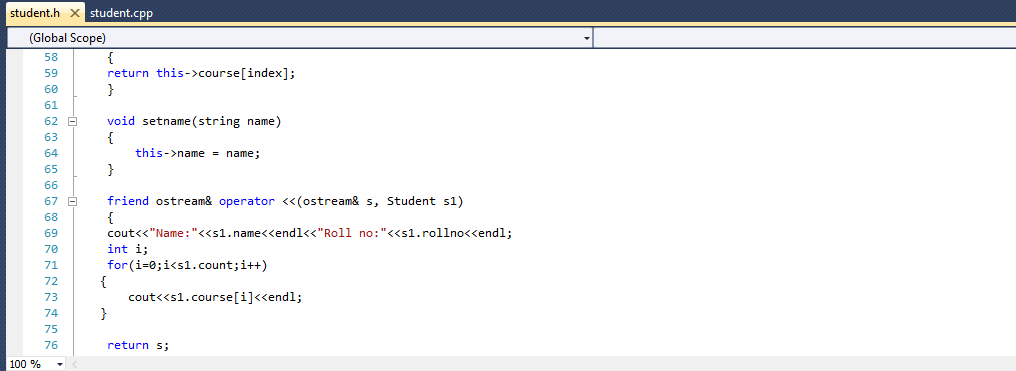 student.h X student.cpp
(Global Scope)
58 {
59 return this->course[index];
60 }
61
62 void setname(string name)
63 {
64 this->name = name;
65 }
66
67 friend ostream& operator <<(ostream& s, Student s1)
68 {
69 cout<<"Name:"<<s1.name<<endl<<"Roll no:"<<s1.rollno<<endl;
70 int i;
71 for(i=0;i<s1.count;i++)
72 {
73 cout<<s1.course[i]<<endl;
74 }
75
76 return s;
100 %